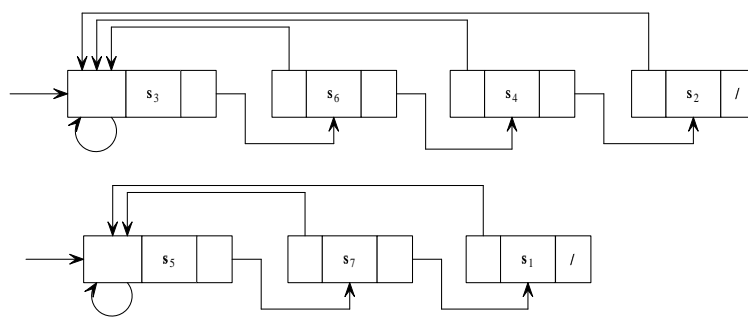 s₃ s₆ s₄ s₂ /
s₅ s₇ s₁ /